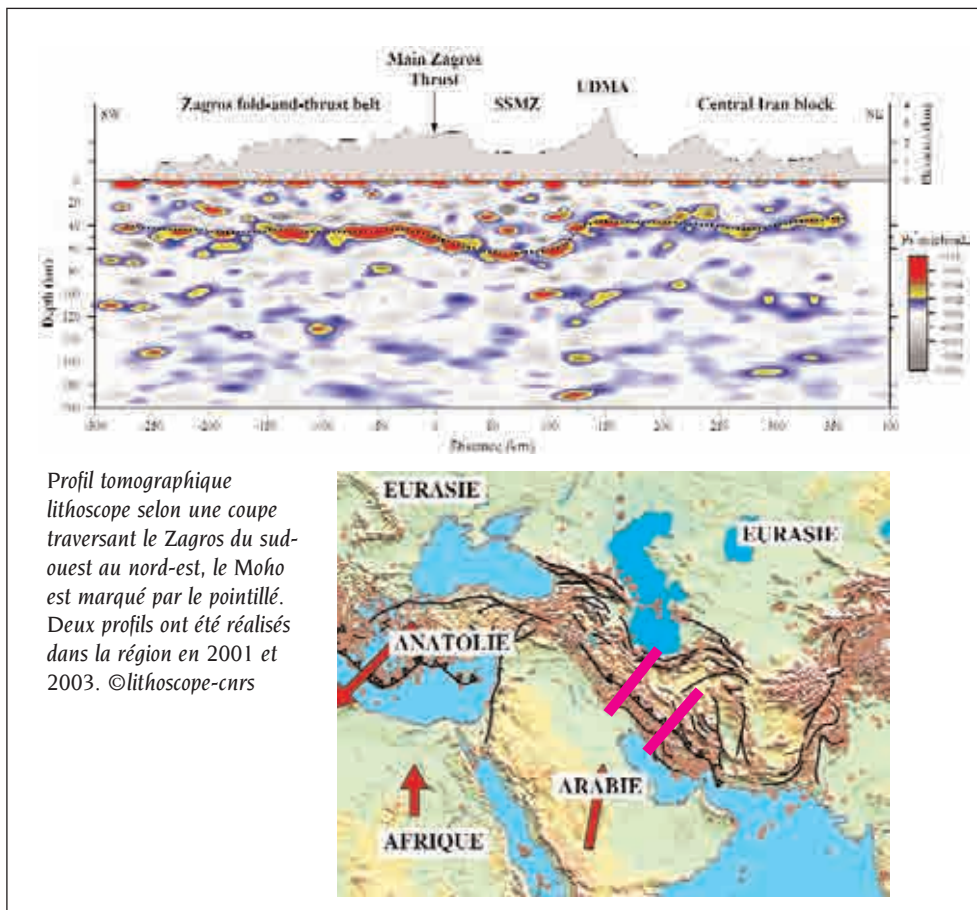 Main Zagros
Thrust
UDMA
Zagros fold-and-thrust belt
SSMZ
Central Iran block
SW
Depth (km)
Distance (km)
Profil tomographique
lithoscope selon une coupe
traversant le Zagros du sud-
ouest au nord-est, le Moho
est marqué par le pointillé.
Deux profils ont été réalisés
dans la région en 2001 et
2003. ©lithoscope-cnrs
EURASIE
EURASIE
ANATOLIE
ARABIE
AFRIQUE